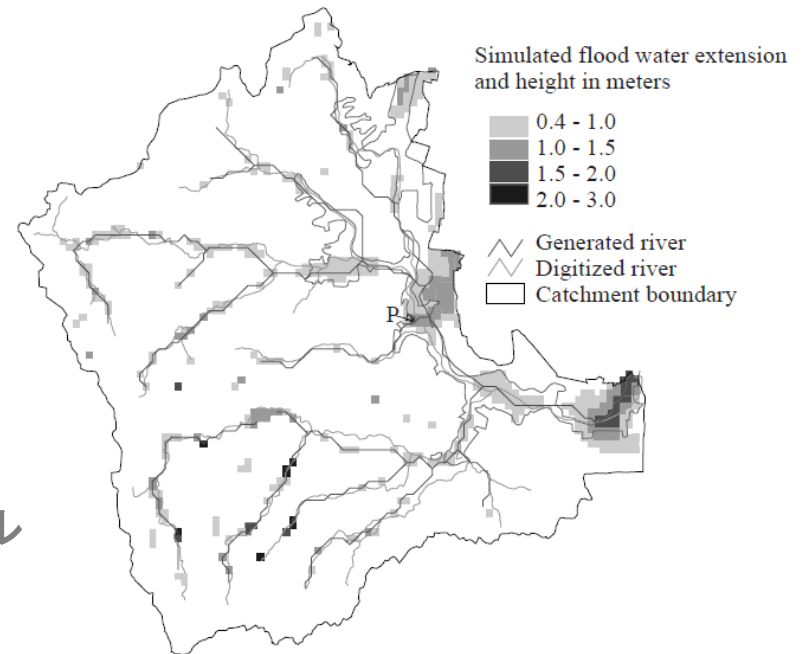 Simulated flood water extension
and height in meters
0.4 - 1.0
1.0 - 1.5
1.5 - 2.0
2.0 - 3.0
Generated river
Digitized river
Catchment boundary
P